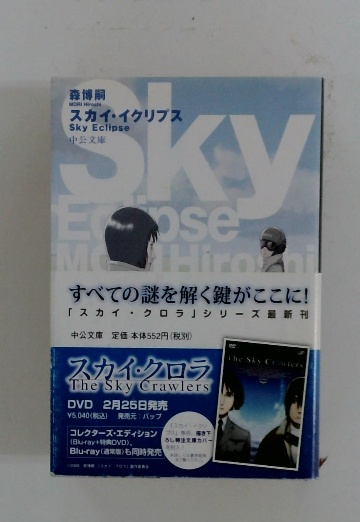 森博嗣
MORI Hiroshi
スカイ・イクリプス
Sky Eclipse
中公文庫
Sky
Eclipse
MORI Hiroshi
すべての謎を解く鍵がここに!
「スカイ・クロラ」シリーズ最新刊
中公文庫 定価 本体552円(税別)
スカイ・クロラ
The Sky Crawlers
DVD 2月25日発売
¥5,040(税込) 発売元 バップ
コレクターズ・エディション
(Blu-ray+特典DVD)、
Blu-ray(通常版)も同時発売
The Sky Crawlers